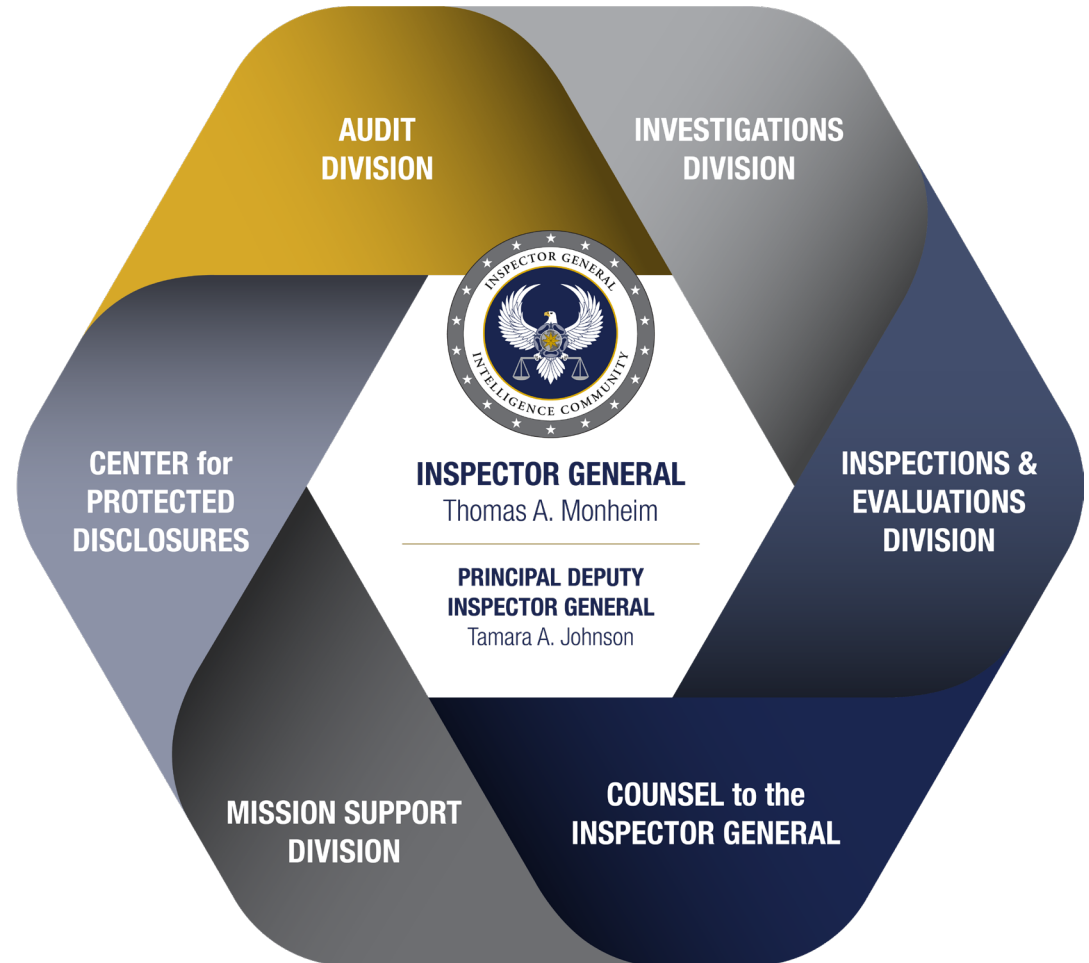 AUDIT
DIVISION
INVESTIGATIONS
DIVISION
INSPECTOR GENERAL
INTELLIGENCE COMMUNITY
CENTER for
PROTECTED
DISCLOSURES
INSPECTOR GENERAL
Thomas A. Monheim
PRINCIPAL DEPUTY
INSPECTOR GENERAL
Tamara A. Johnson
INSPECTIONS &
EVALUATIONS
DIVISION
MISSION SUPPORT
DIVISION
COUNSEL to the
INSPECTOR GENERAL